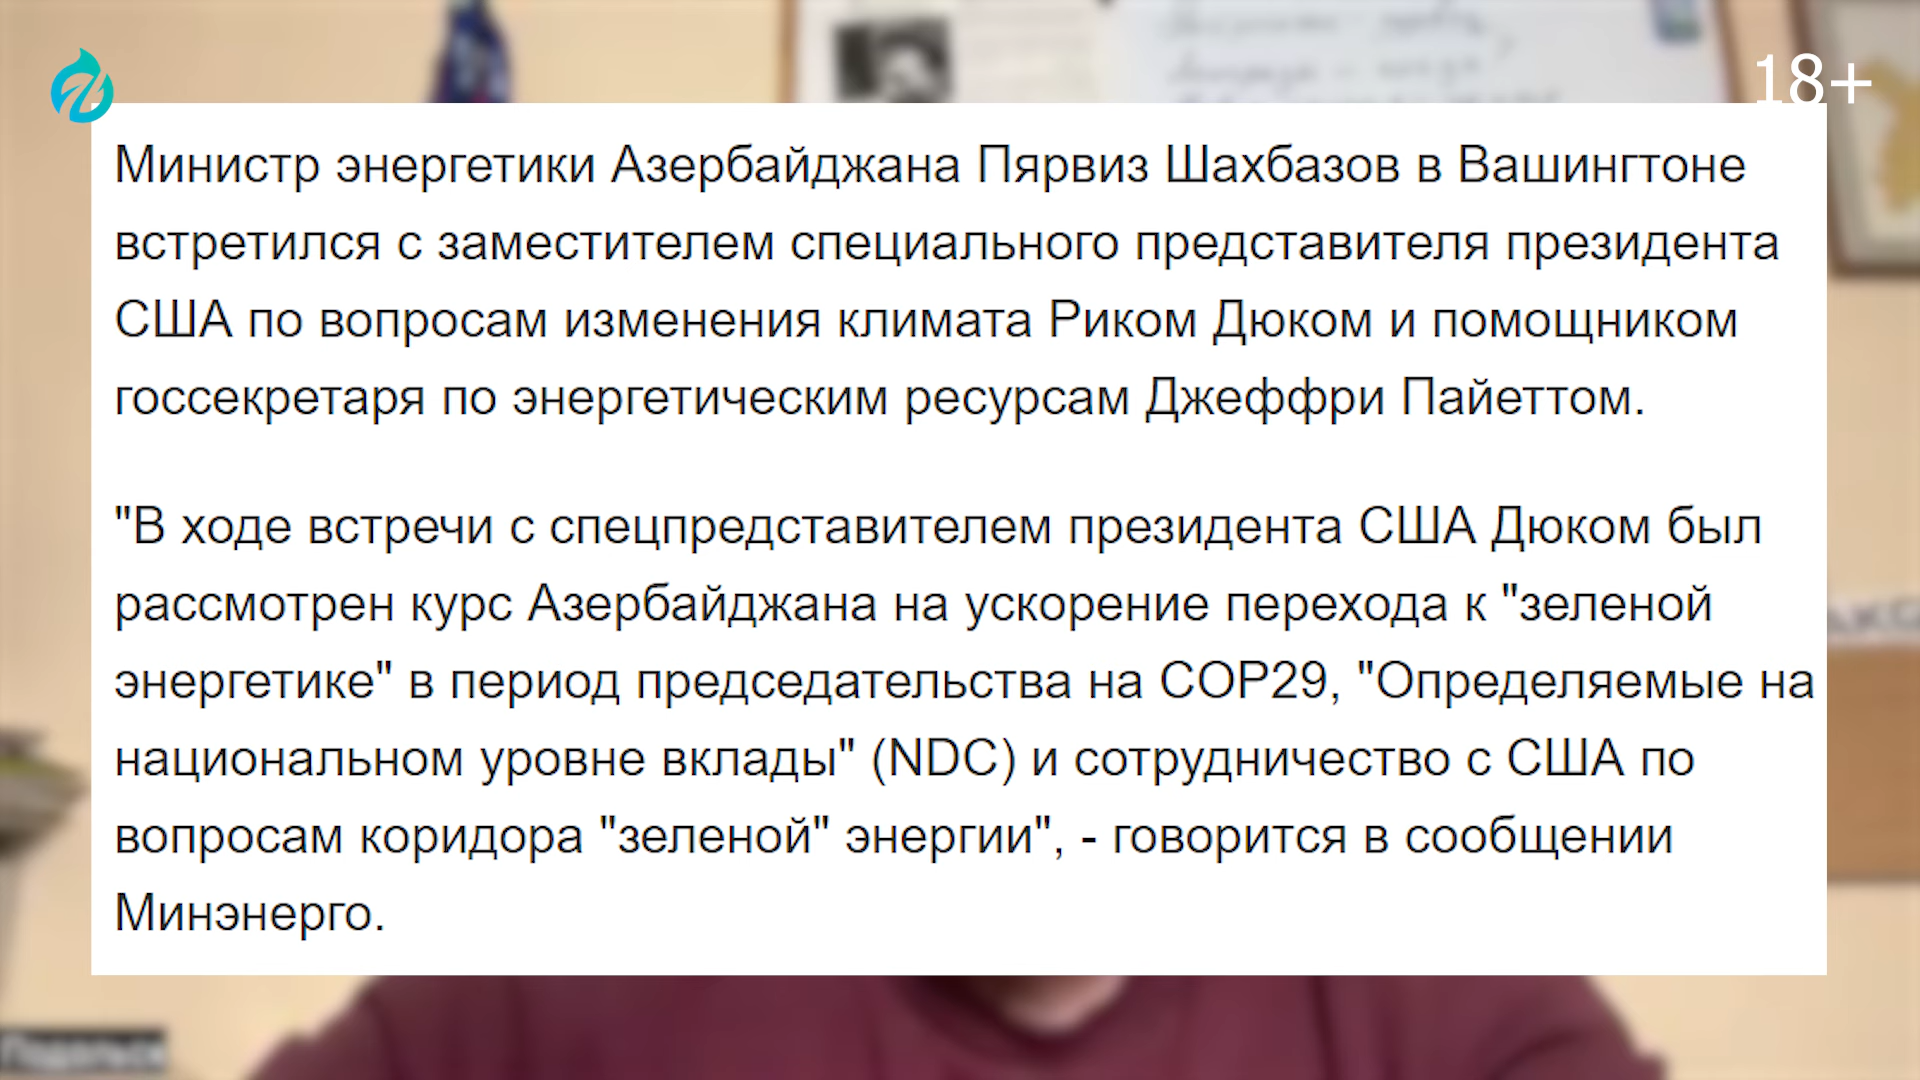 18+
Министр энергетики Азербайджана Пярвиз Шахбазов в Вашингтоне
встретился с заместителем специального представителя президента
США по вопросам изменения климата Риком Дюком и помощником
госсекретаря по энергетическим ресурсам Джеффри Пайеттом.
"В ходе встречи с спецпредставителем президента США Дюком был
рассмотрен курс Азербайджана на ускорение перехода к "зеленой
энергетике" в период председательства на COP29, "Определяемые на
национальном уровне вклады" (NDC) и сотрудничество с США по
вопросам коридора "зеленой" энергии", - говорится в сообщении
Минэнерго.